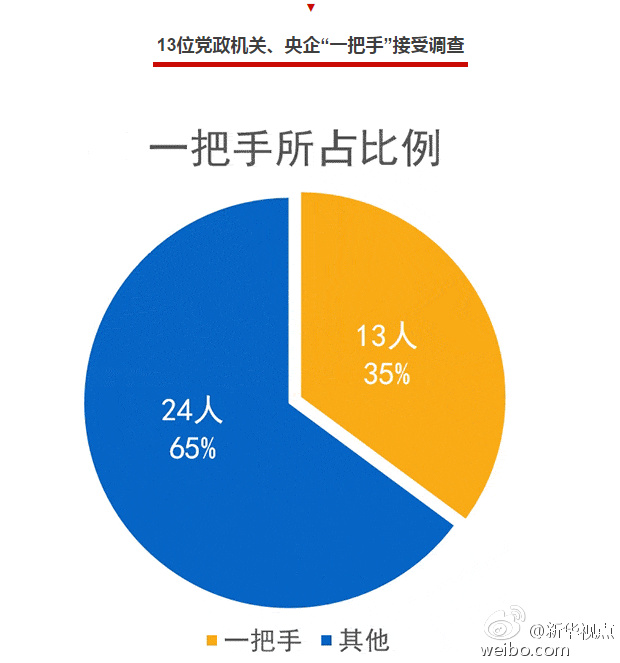 13位党政机关、央企“一把手”接受调查
一把手所占比例
13人
35%
24人
65%
一把手 其他
@新华视点
weibo.com